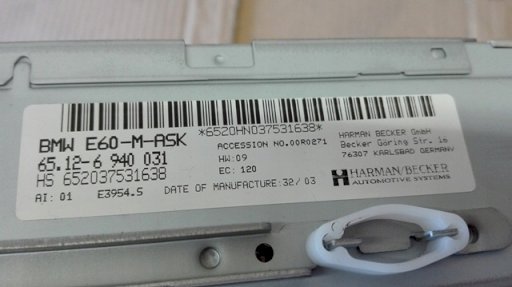 *6520HN037531638*
BMW E60-M-ASK
65.12-6 940 031
HS 652037531638
AI: 01 E3954.S
ACCESSION NO.00R0271
HW:09
EC: 120
DATE OF MANUFACTURE:32/03
HARMAN BECKER GmbH
Becker Göring Str. 16
76307 KARLSBAD GERMANY
HARMAN/BECKER
AUTOMOTIVE SYSTEMS